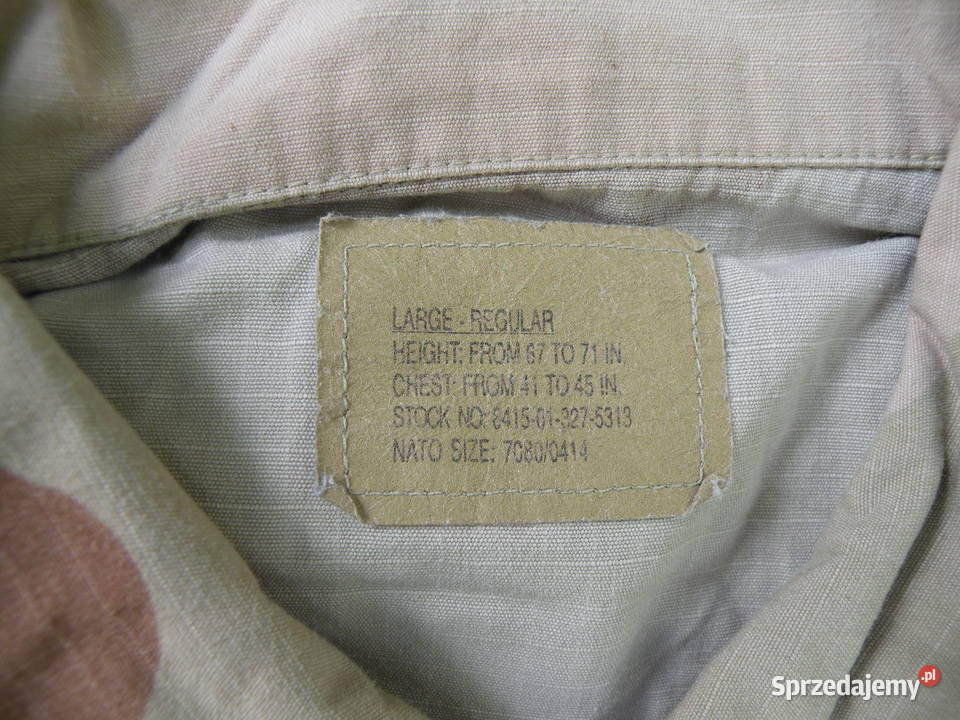 LARGE - REGULAR
HEIGHT: FROM 67 TO 71 IN.
CHEST: FROM 41 TO 45 IN.
STOCK NO: 8415-01-327-5313
NATO SIZE: 7080/0414
Sprzedajemy.pl